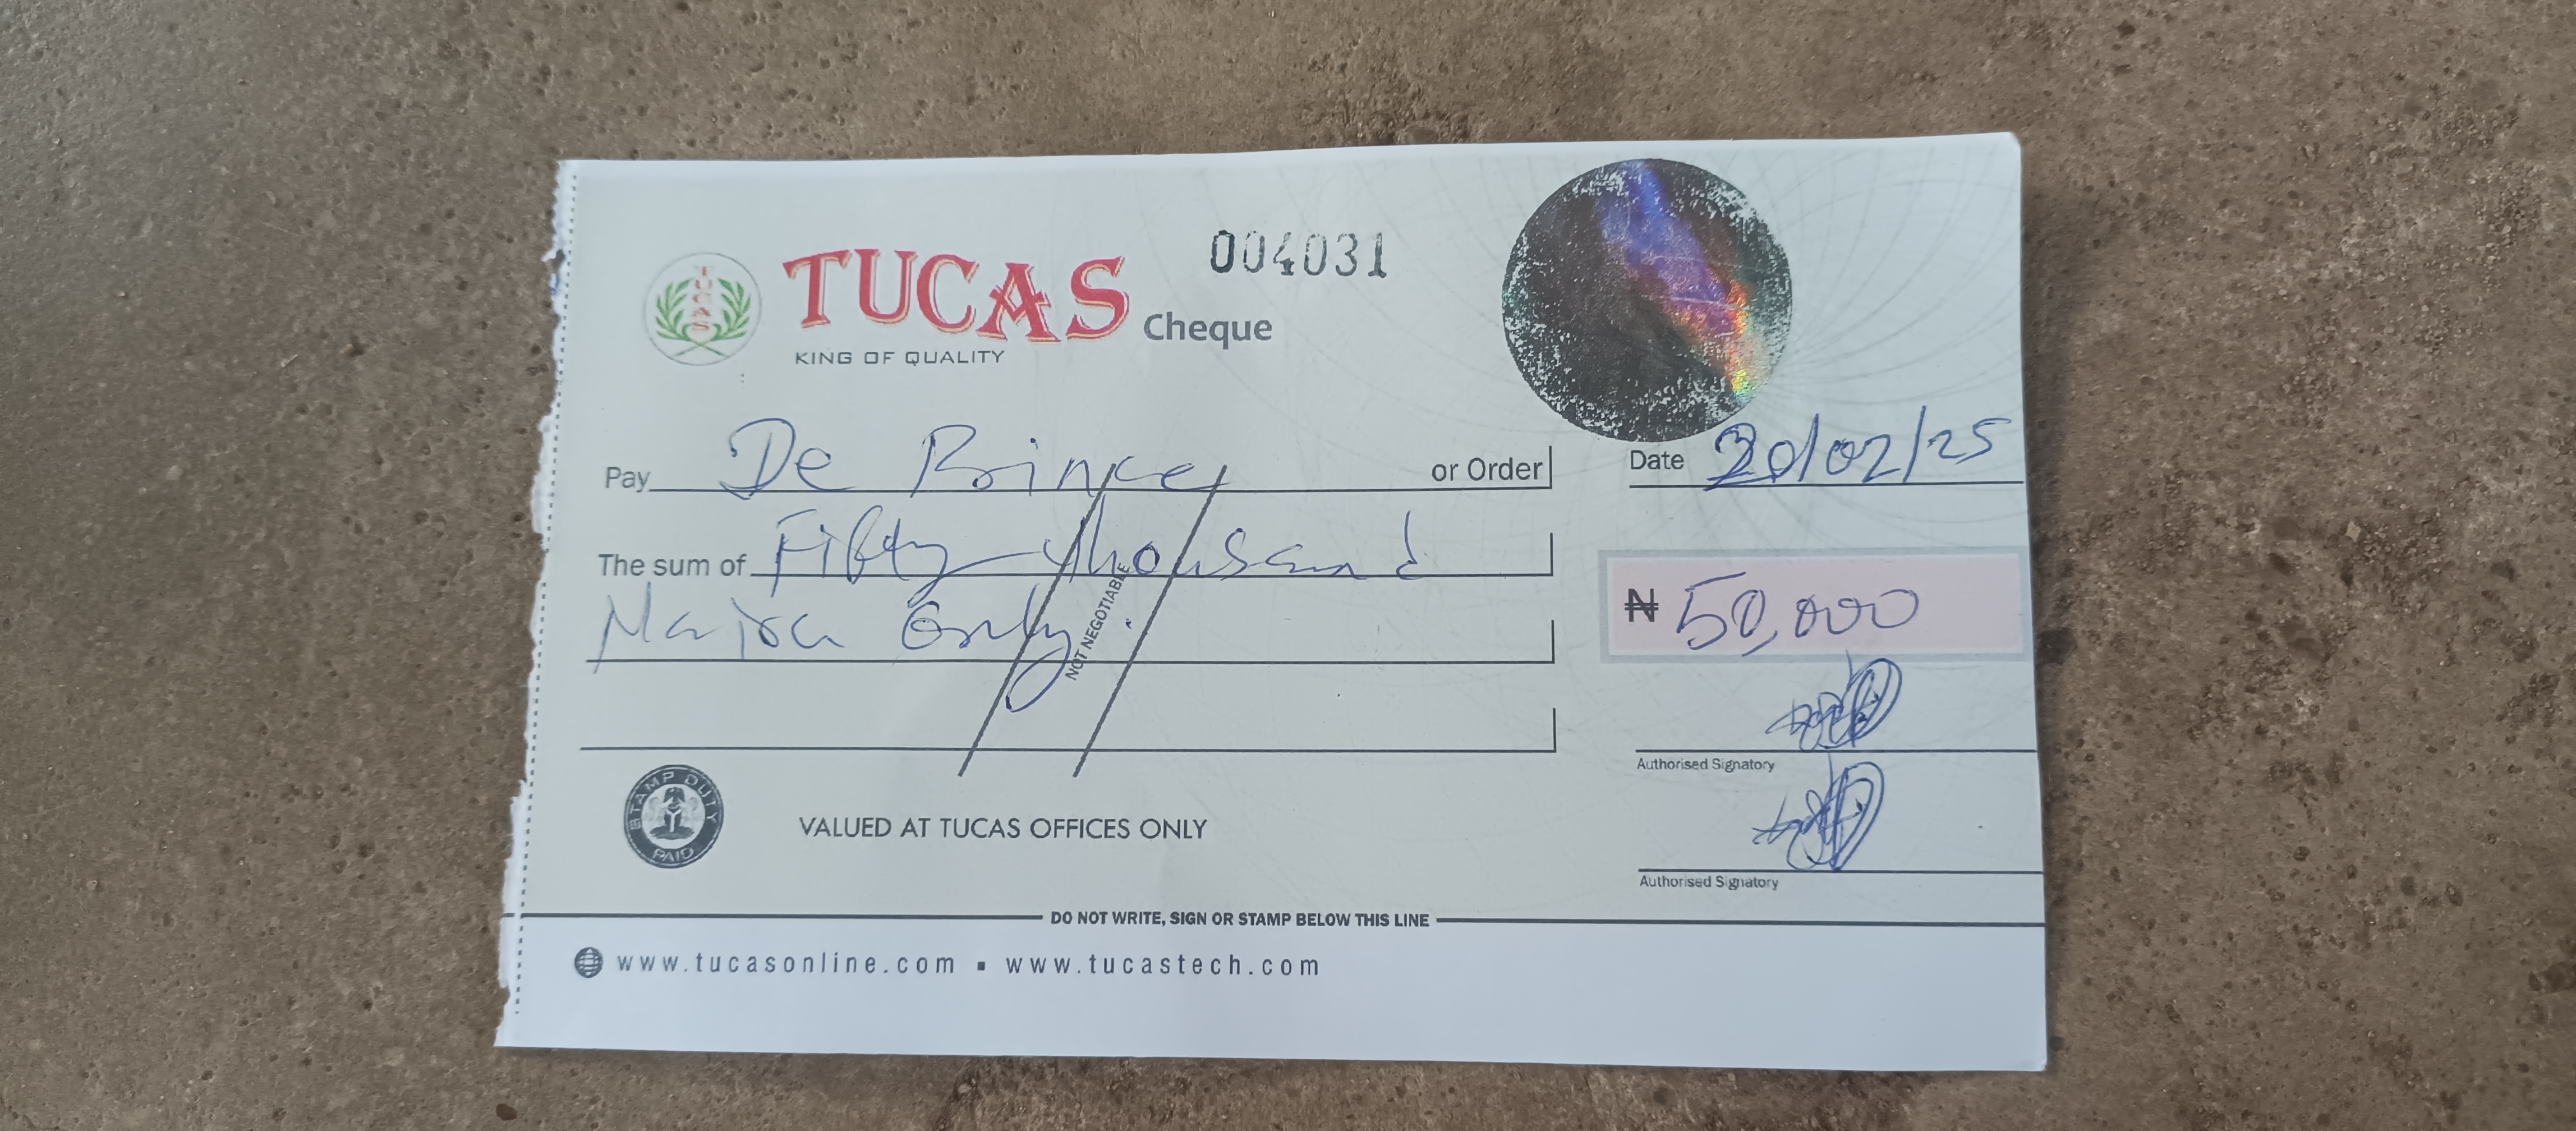 004031
TUCAS
TUCAS Cheque
KING OF QUALITY
Pay De Prince or Order
Date 20/02/25
The sum of Fifty thousand
Naira Only.
₦ 50,000
NOT NEGOTIABLE
Authorised Signatory
STAMP DUTY PAID
VALUED AT TUCAS OFFICES ONLY
Authorised Signatory
DO NOT WRITE, SIGN OR STAMP BELOW THIS LINE
www.tucasonline.com ▪ www.tucastech.com